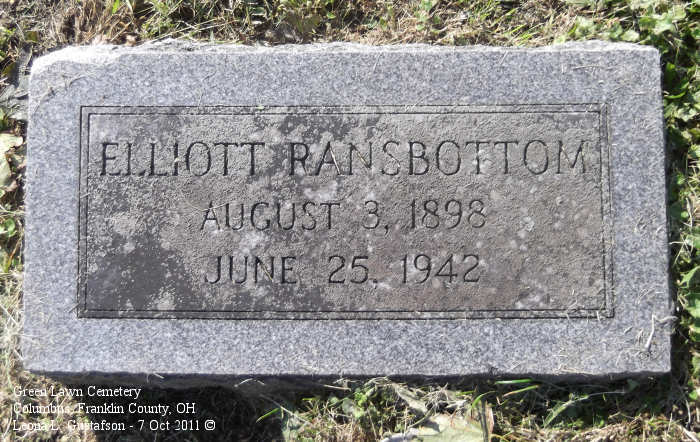 ELLIOTT RANSBOTTOM
AUGUST 3, 1898
JUNE 25, 1942
Green Lawn Cemetery
Columbus, Franklin County, OH
Leona L. Gustafson - 7 Oct 2011 ©